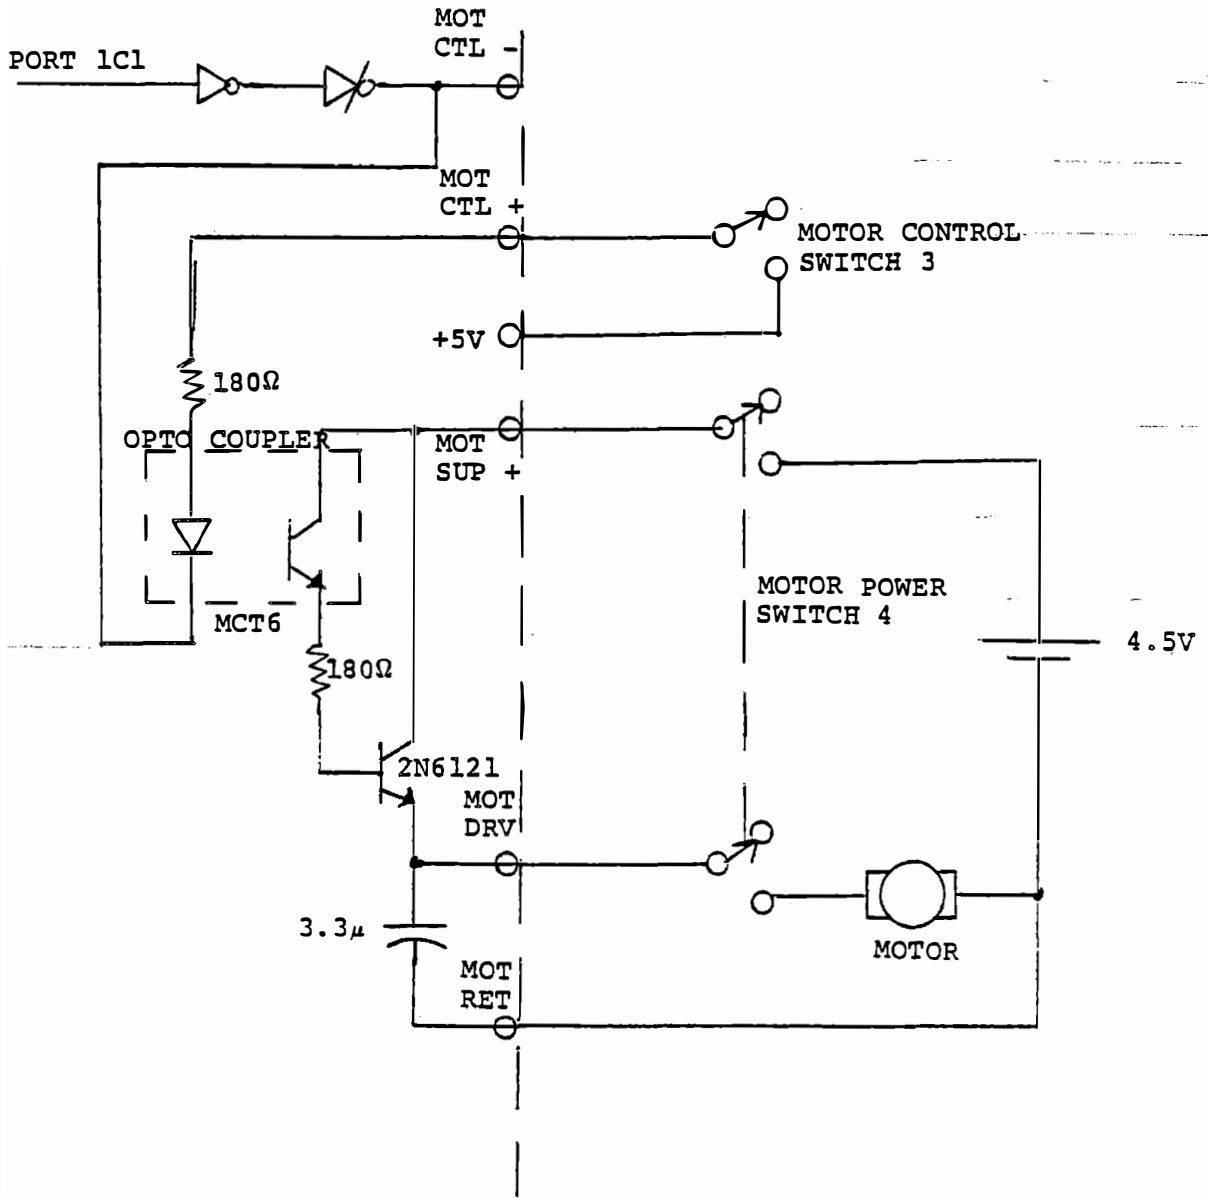 MOT
CTL -
PORT 1C1
MOT
CTL +
MOTOR CONTROL
SWITCH 3
+5V
180Ω
OPTO COUPLER
MOT
SUP +
MCT6
MOTOR POWER
SWITCH 4
4.5V
180Ω
2N6121
MOT
DRV
3.3μ
MOTOR
MOT
RET